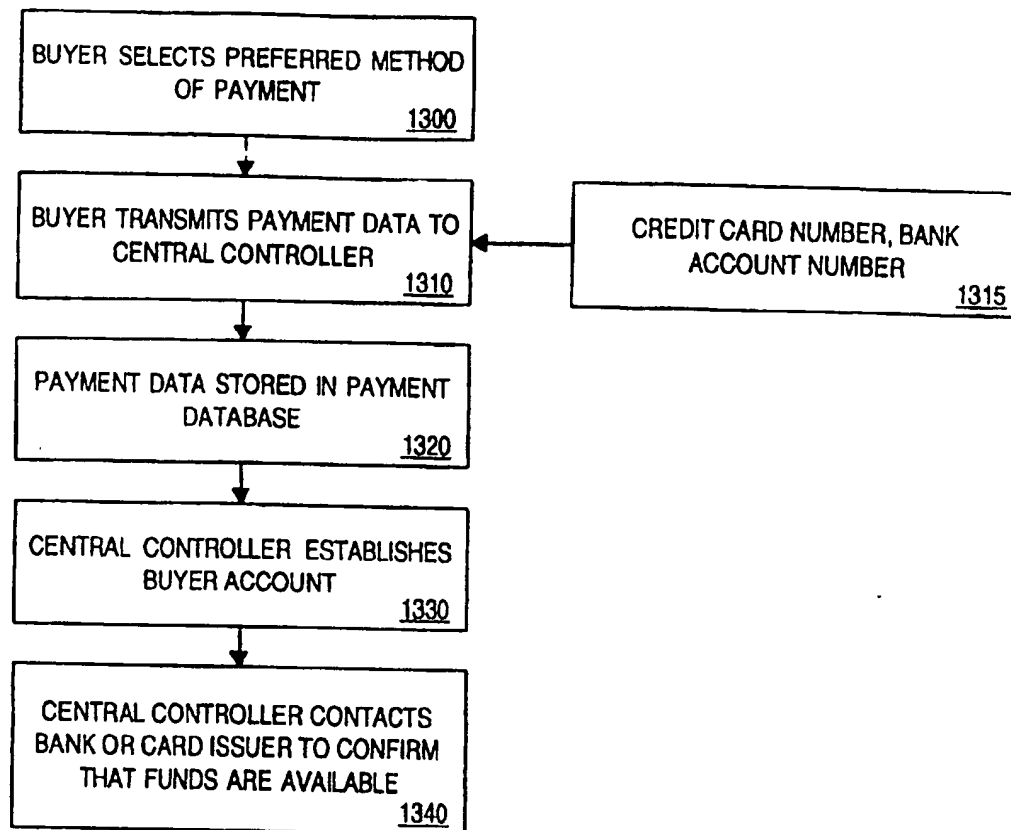 BUYER SELECTS PREFERRED METHOD
OF PAYMENT
1300
BUYER TRANSMITS PAYMENT DATA TO
CENTRAL CONTROLLER
1310
CREDIT CARD NUMBER, BANK
ACCOUNT NUMBER
1315
PAYMENT DATA STORED IN PAYMENT
DATABASE
1320
CENTRAL CONTROLLER ESTABLISHES
BUYER ACCOUNT
1330
CENTRAL CONTROLLER CONTACTS
BANK OR CARD ISSUER TO CONFIRM
THAT FUNDS ARE AVAILABLE
1340